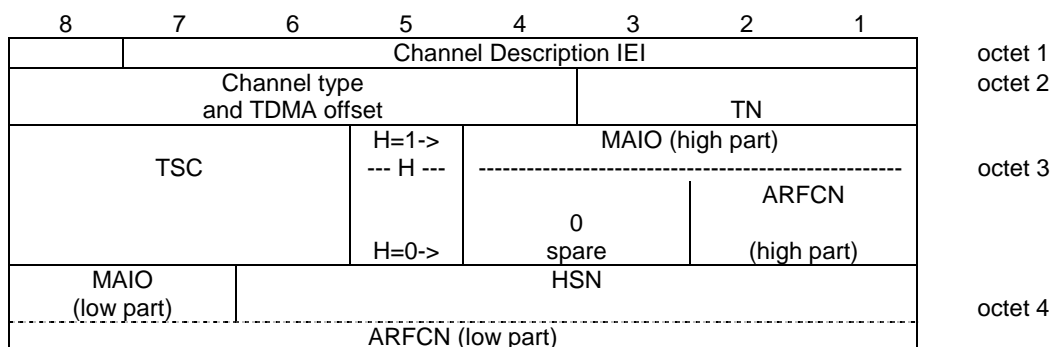 8 7 6 5 4 3 2 1
Channel Description IEI octet 1
Channel type octet 2
and TDMA offset TN
H=1-> MAIO (high part)
TSC --- H --- ---------------------------------------------------- octet 3
ARFCN
0
H=0-> spare (high part)
MAIO HSN
(low part) octet 4
ARFCN (low part)